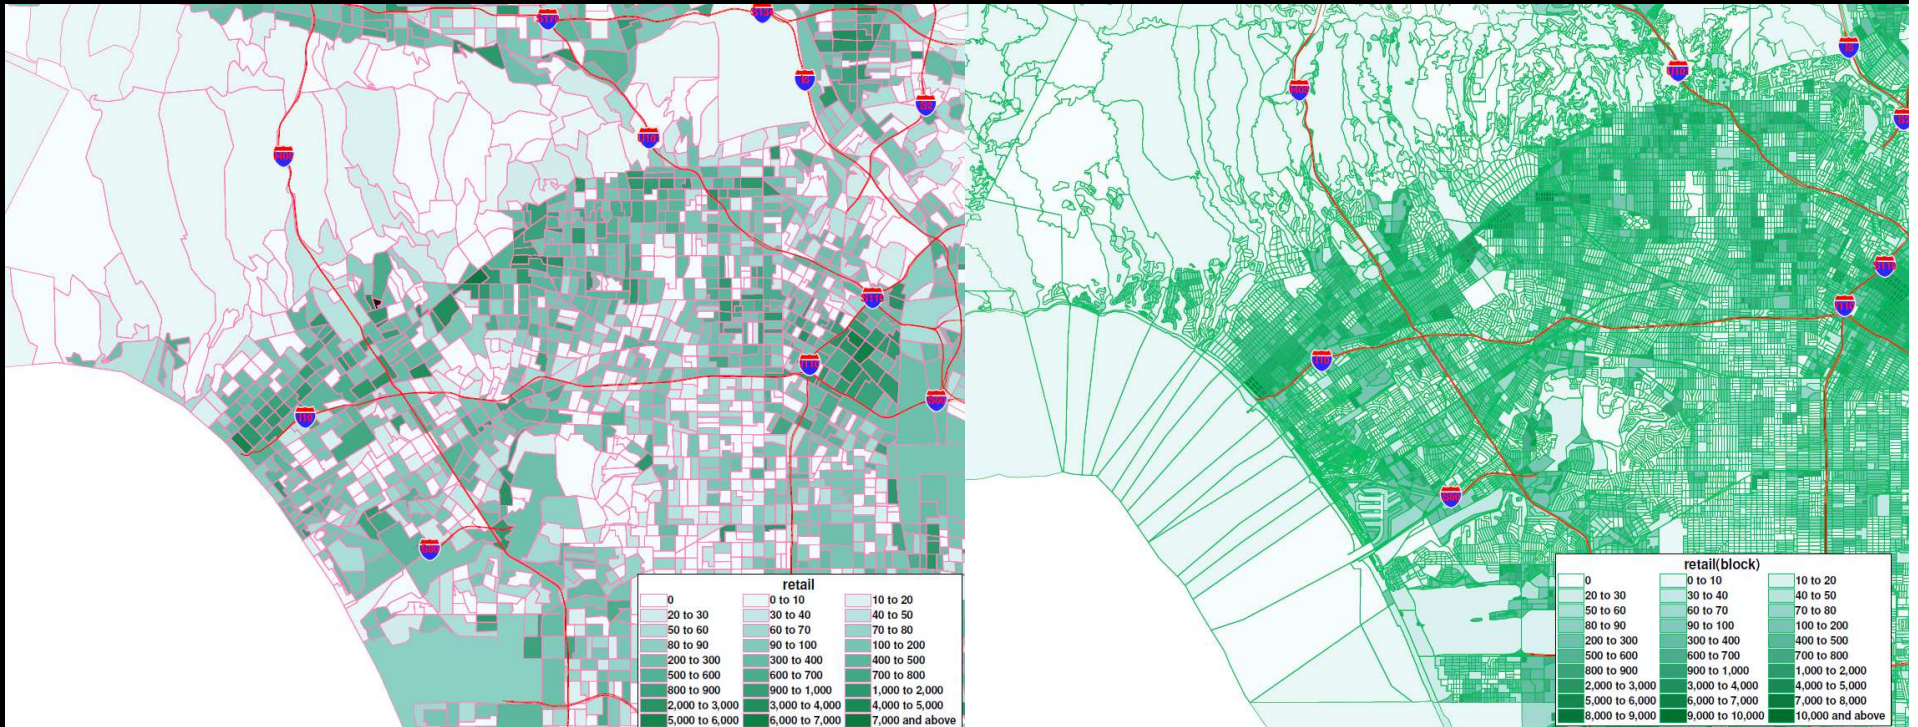 retail
0 0 to 10 10 to 20
20 to 30 30 to 40 40 to 50
50 to 60 60 to 70 70 to 80
80 to 90 90 to 100 100 to 200
200 to 300 300 to 400 400 to 500
500 to 600 600 to 700 700 to 800
800 to 900 900 to 1,000 1,000 to 2,000
2,000 to 3,000 3,000 to 4,000 4,000 to 5,000
5,000 to 6,000 6,000 to 7,000 7,000 and above
retail(block)
0 0 to 10 10 to 20
20 to 30 30 to 40 40 to 50
50 to 60 60 to 70 70 to 80
80 to 90 90 to 100 100 to 200
200 to 300 300 to 400 400 to 500
500 to 600 600 to 700 700 to 800
800 to 900 900 to 1,000 1,000 to 2,000
2,000 to 3,000 3,000 to 4,000 4,000 to 5,000
5,000 to 6,000 6,000 to 7,000 7,000 to 8,000
8,000 to 9,000 9,000 to 10,000 10,000 and above